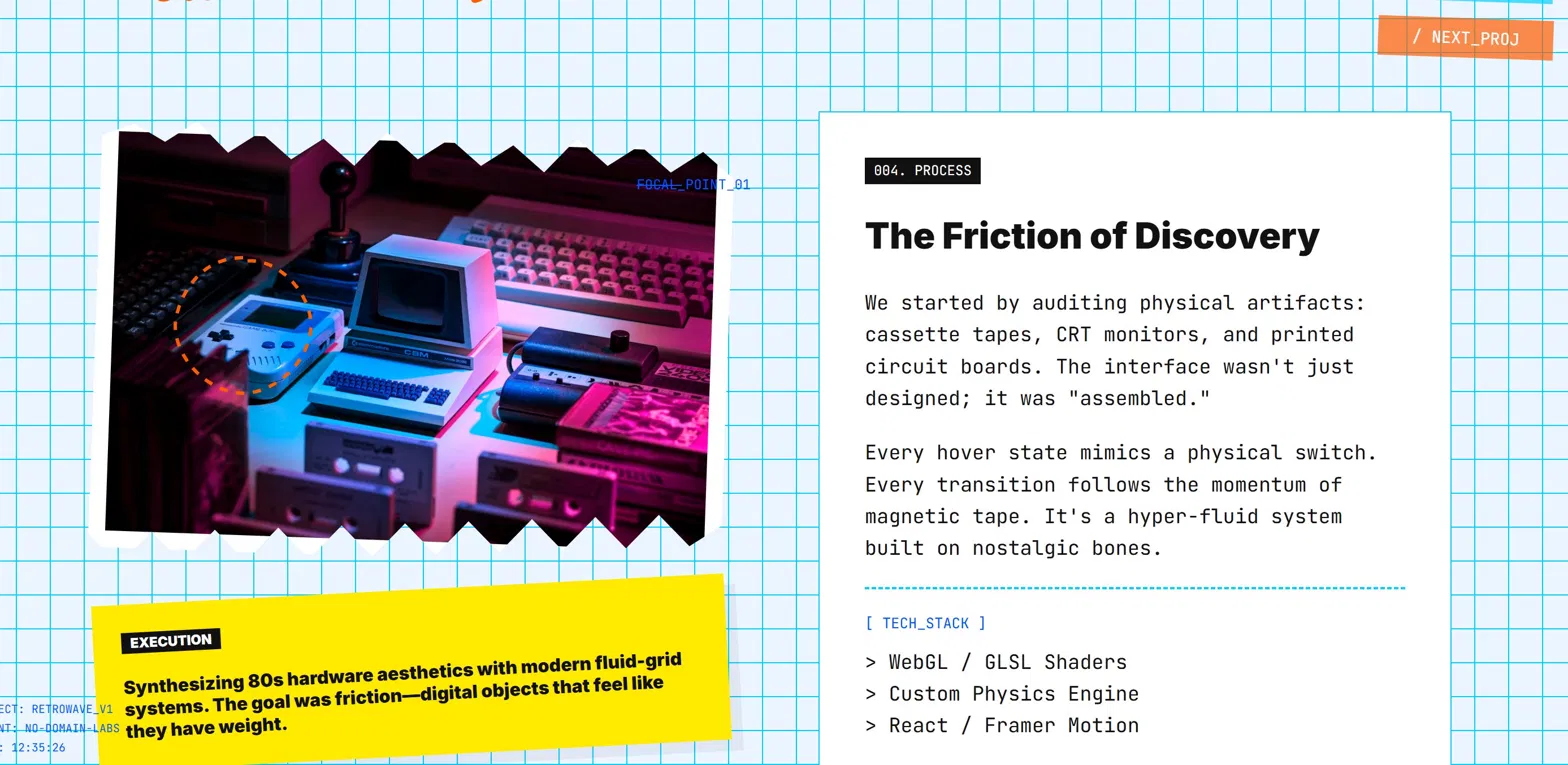 / NEXT_PROJ
FOCAL_POINT_01
CBM
EXECUTION
Synthesizing 80s hardware aesthetics with modern fluid-grid
systems. The goal was friction—digital objects that feel like
they have weight.
ECT: RETROWAVE_V1
NT: NO-DOMAIN-LABS
: 12:35:26
004. PROCESS
The Friction of Discovery
We started by auditing physical artifacts:
cassette tapes, CRT monitors, and printed
circuit boards. The interface wasn't just
designed; it was "assembled."
Every hover state mimics a physical switch.
Every transition follows the momentum of
magnetic tape. It's a hyper-fluid system
built on nostalgic bones.
[ TECH_STACK ]
> WebGL / GLSL Shaders
> Custom Physics Engine
> React / Framer Motion